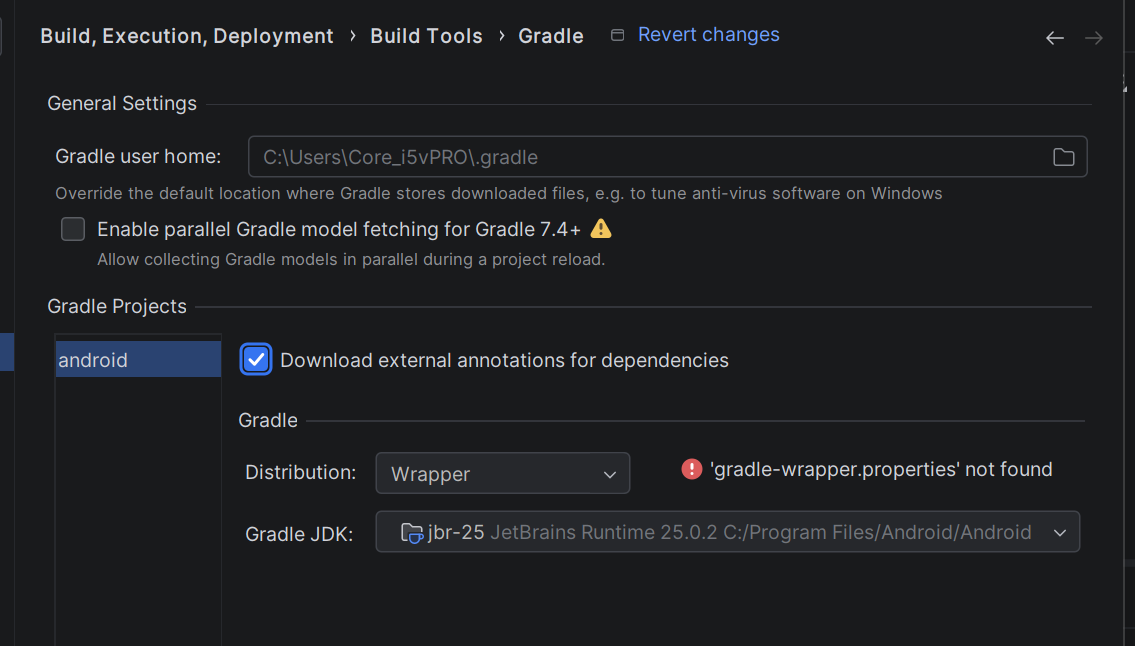 Build, Execution, Deployment › Build Tools › Gradle Revert changes
General Settings
Gradle user home: C:\Users\Core_i5vPRO\.gradle
Override the default location where Gradle stores downloaded files, e.g. to tune anti-virus software on Windows
Enable parallel Gradle model fetching for Gradle 7.4+
Allow collecting Gradle models in parallel during a project reload.
Gradle Projects
android
Download external annotations for dependencies
Gradle
Distribution: Wrapper 'gradle-wrapper.properties' not found
Gradle JDK: jbr-25 JetBrains Runtime 25.0.2 C:/Program Files/Android/Android